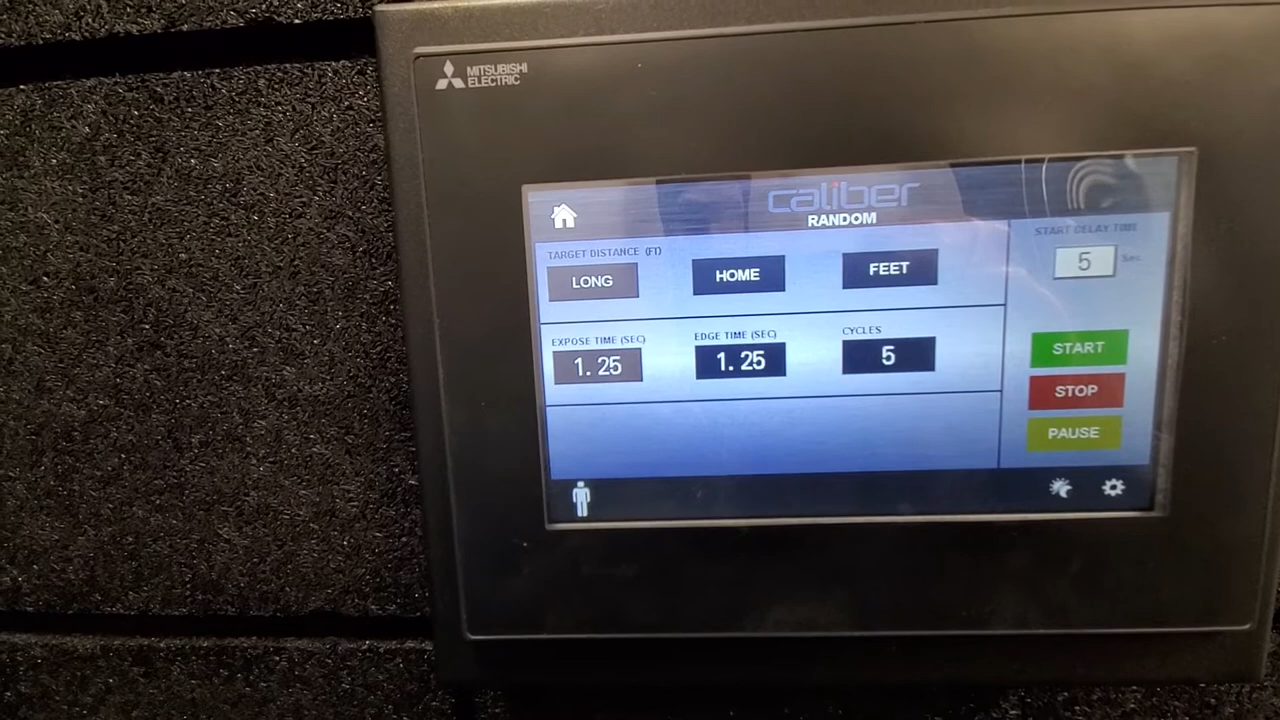 MITSUBISHI
ELECTRIC
caliber
RANDOM
START DELAY TIME
5 Sec
TARGET DISTANCE (FT)
LONG
HOME
FEET
EXPOSE TIME (SEC)
EDGE TIME (SEC)
CYCLES
1.25
1.25
5
START
STOP
PAUSE